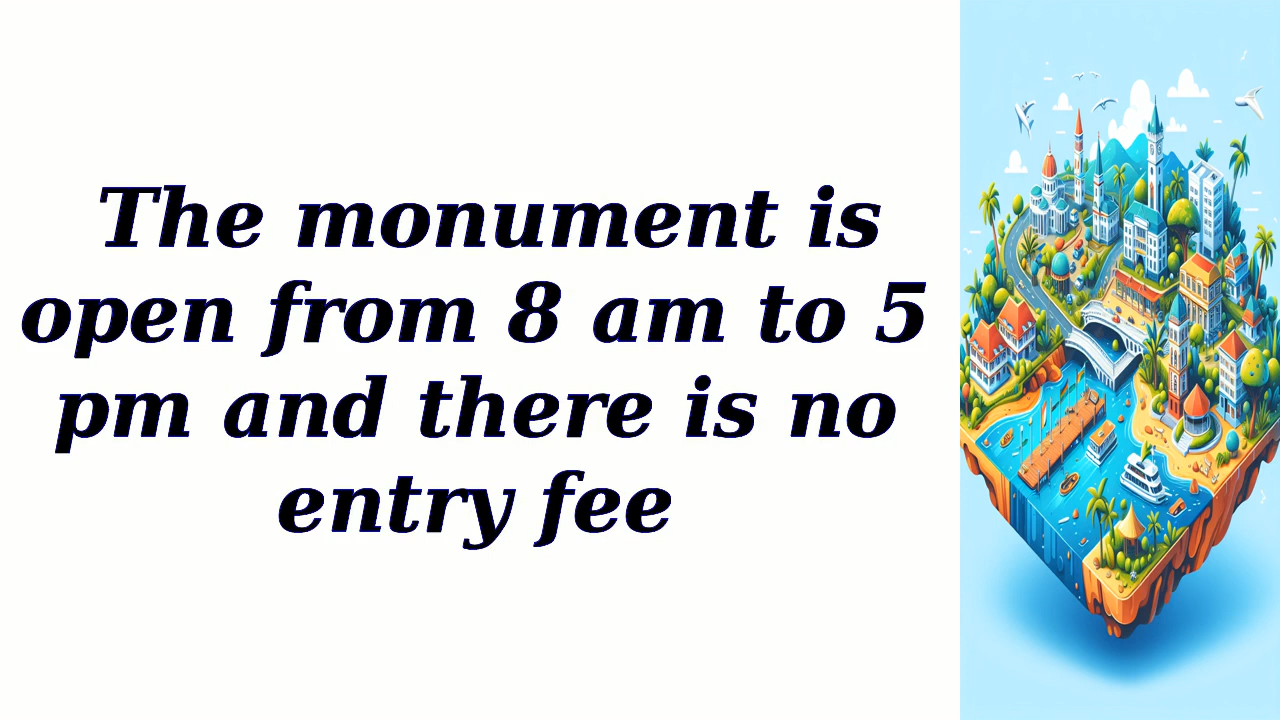 The monument is
open from 8 am to 5
pm and there is no
entry fee